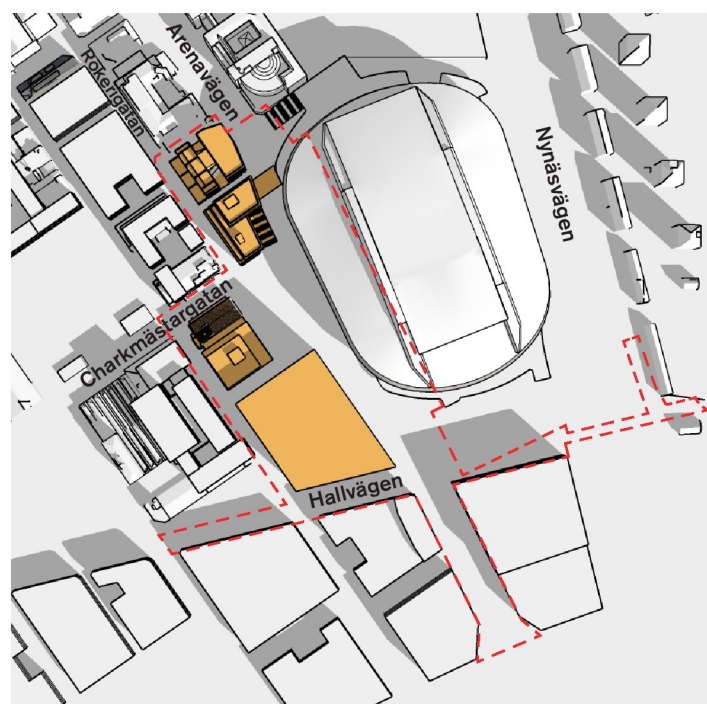 Rökerigatan
Arenavägen
Nynäsvägen
Charkmästargatan
Hallvägen